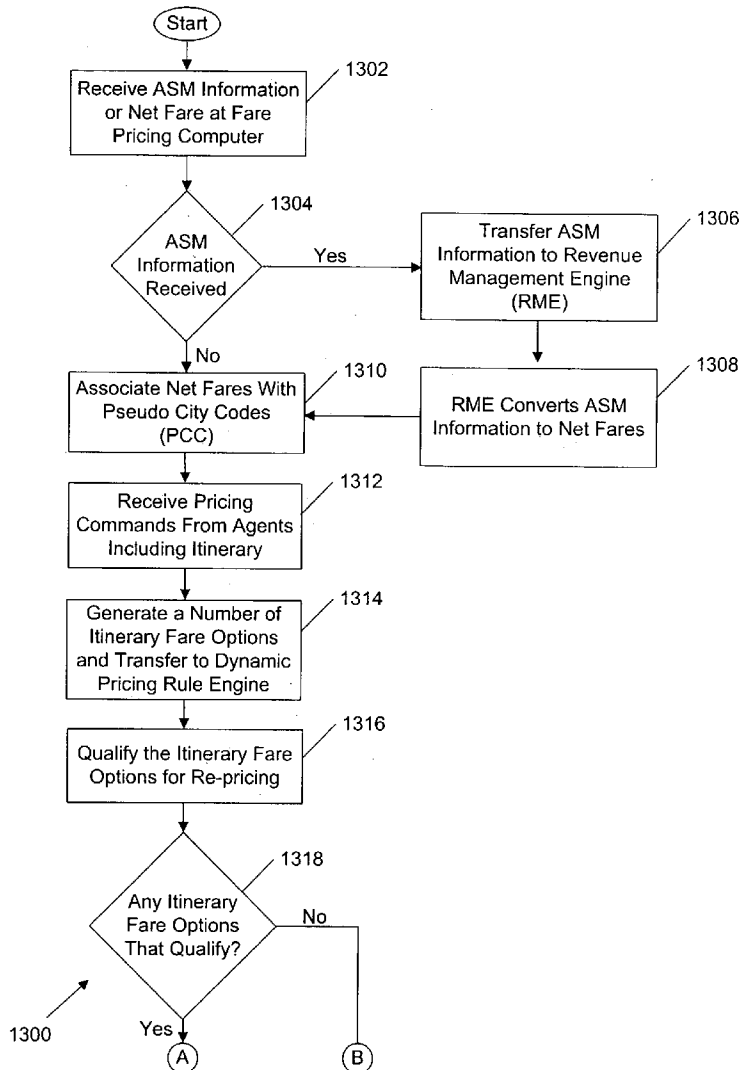 Start
1302
Receive ASM Information
or Net Fare at Fare
Pricing Computer
1304
ASM
Information
Received
Yes
1306
Transfer ASM
Information to Revenue
Management Engine
(RME)
No
1308
RME Converts ASM
Information to Net Fares
1310
Associate Net Fares With
Pseudo City Codes
(PCC)
1312
Receive Pricing
Commands From Agents
Including Itinerary
1314
Generate a Number of
Itinerary Fare Options
and Transfer to Dynamic
Pricing Rule Engine
1316
Qualify the Itinerary Fare
Options for Re-pricing
1318
Any Itinerary
Fare Options
That Qualify?
No
1300
Yes
A
B